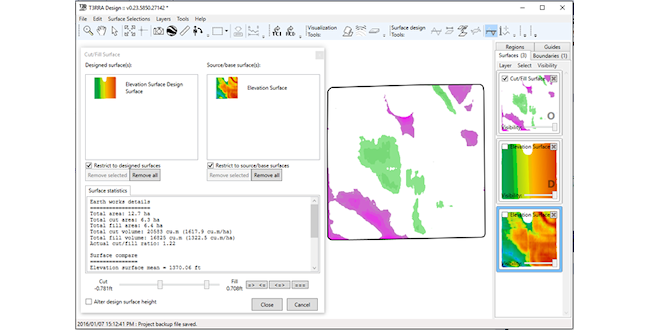 T3RRA Design :: v0.23.5850.27142 *
File Edit Surface Selections Layers Tools Help
Visualization Tools:
Surface design Tools:
TCI
RCF
Cut/Fill Surface
Designed surface(s):
Elevation Surface Design Surface
Source/base surface(s):
Elevation Surface
Restrict to designed surfaces
Remove selected Remove all
Restrict to source/base surfaces
Remove selected Remove all
Surface statistics
Earth works details
==================
Total area: 12.7 ha
Total cut area: 6.3 ha
Total fill area: 6.4 ha
Total cut volume: 20583 cu.m (1617.9 cu.m/ha)
Total fill volume: 16825 cu.m (1322.5 cu.m/ha)
Actual cut/fill ratio: 1.22
Surface compare
===============
Elevation surface mean = 1370.06 ft
Cut
-0.781ft
Fill
0.708ft
=> <= <=> ===
Alter design surface height
Close Cancel
Regions Guides
Surfaces (3) Boundaries (1)
Layer Select Visibility
Cut/Fill Surface
O
Visibility:
Elevation Surface
D
Visibility:
Elevation Surface
2016/01/07 15:12:41 PM : Project backup file saved.